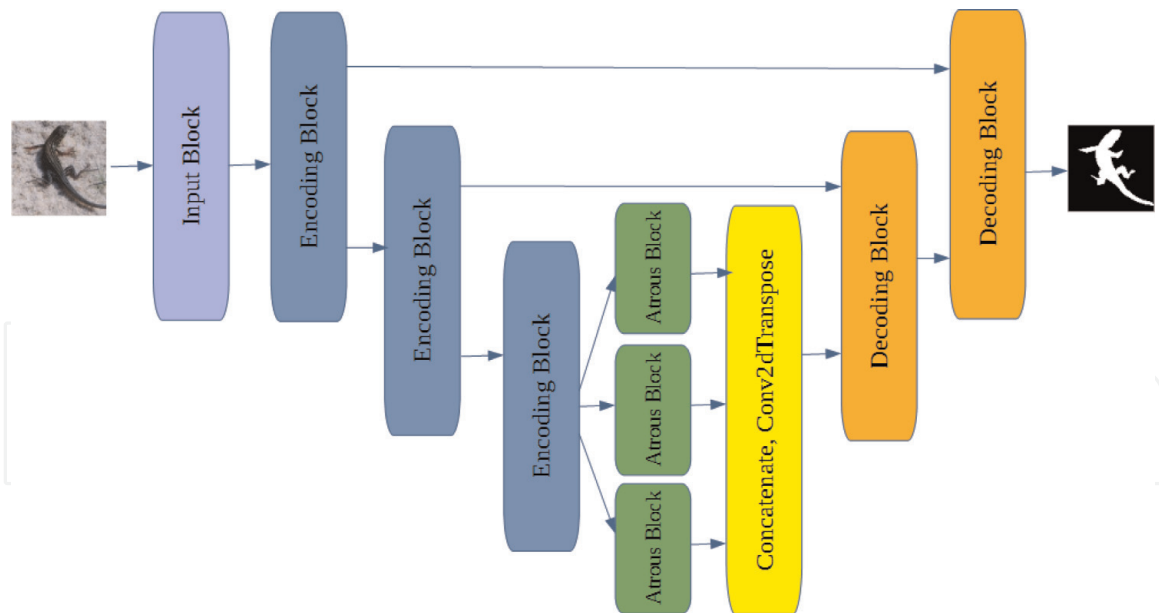 Input Block
Encoding Block
Encoding Block
Encoding Block
Atrous Block
Atrous Block
Atrous Block
Concatenate, Conv2dTranspose
Decoding Block
Decoding Block